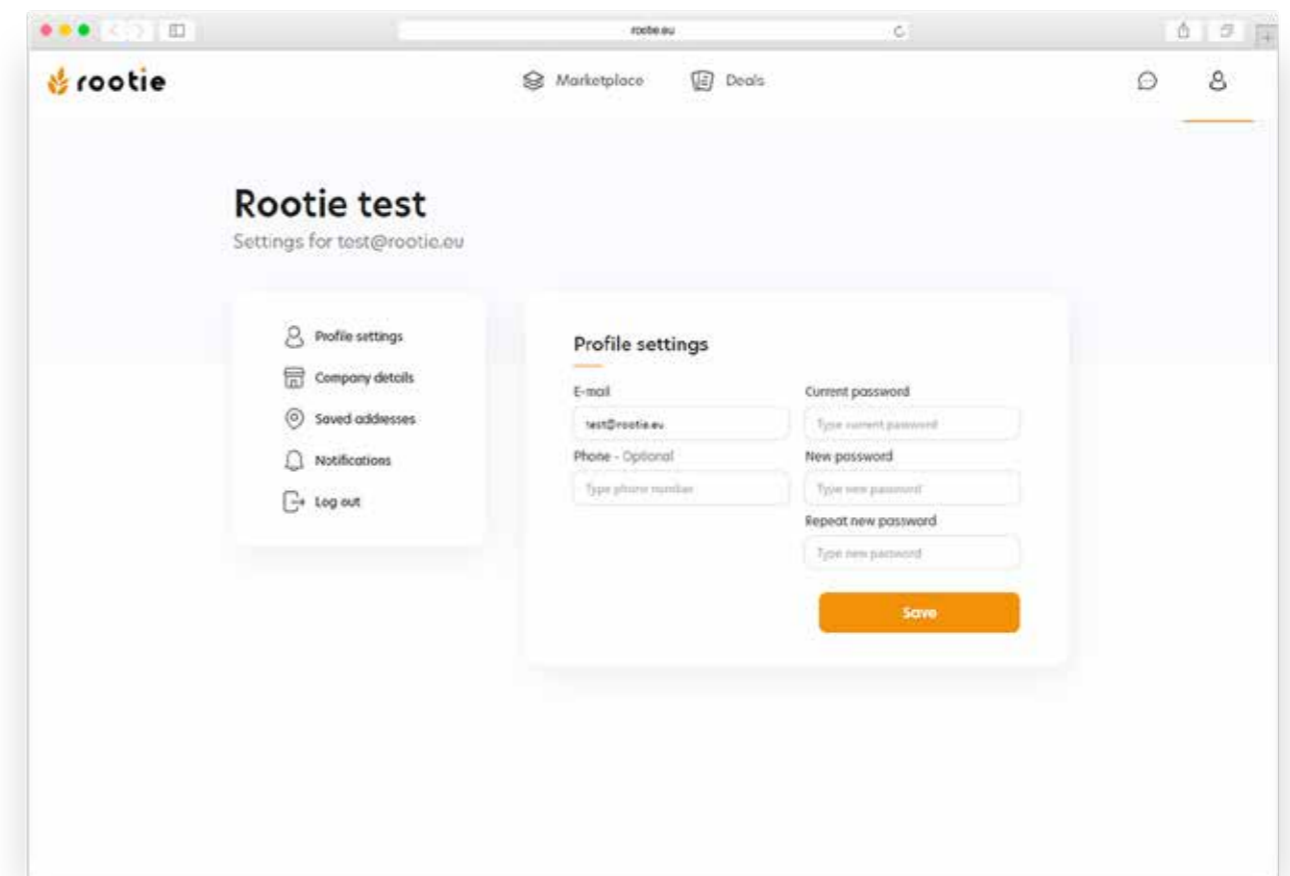 rootie.eu
rootie
Marketplace
Deals
Rootie test
Settings for test@rootie.eu
Profile settings
Company details
Saved addresses
Notifications
Log out
Profile settings
E-mail
Current password
test@rootie.eu
Type current password
Phone - Optional
New password
Type phone number
Type new password
Repeat new password
Type new password
Save